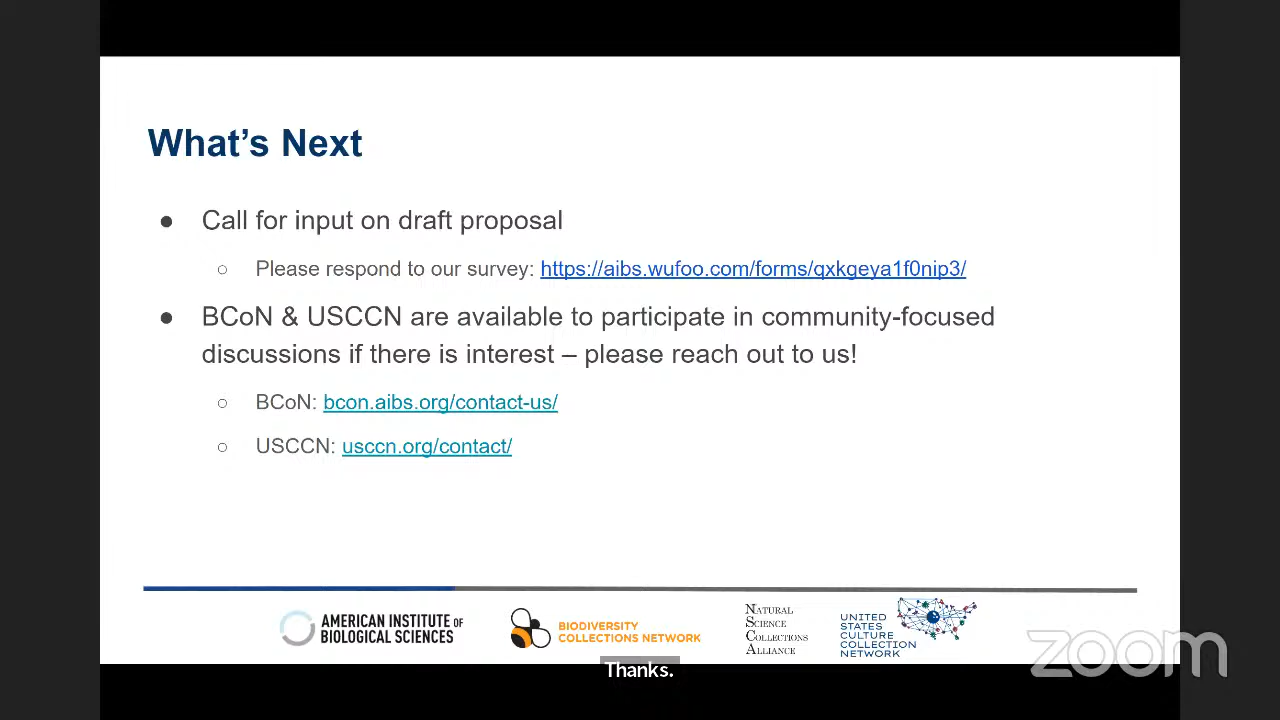 What's Next
● Call for input on draft proposal
○ Please respond to our survey: https://aibs.wufoo.com/forms/qxkgeya1f0nip3/
● BCoN & USCCN are available to participate in community-focused
discussions if there is interest – please reach out to us!
○ BCoN: bcon.aibs.org/contact-us/
○ USCCN: usccn.org/contact/
AMERICAN INSTITUTE OF
BIOLOGICAL SCIENCES
BIODIVERSITY
COLLECTIONS NETWORK
NATURAL
SCIENCE
COLLECTIONS
ALLIANCE
UNITED
STATES
CULTURE
COLLECTION
NETWORK
zoom
Thanks.